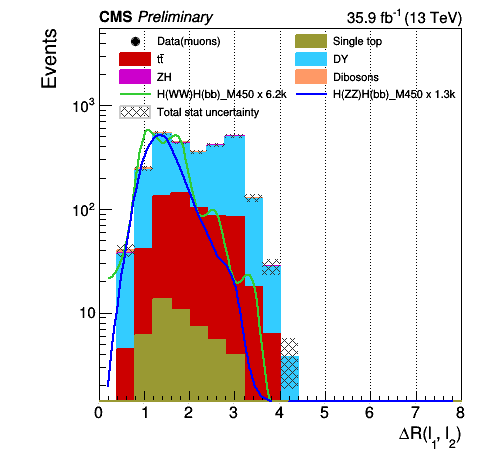 CMS Preliminary 35.9 fb⁻¹ (13 TeV)
Events
Data(muons) Single top
tt̄ DY
ZH Dibosons
H(WW)H(bb)_M450 x 6.2k H(ZZ)H(bb)_M450 x 1.3k
Total stat uncertainty
10³
10²
10
0 1 2 3 4 5 6 7 8
ΔR(l₁, l₂)